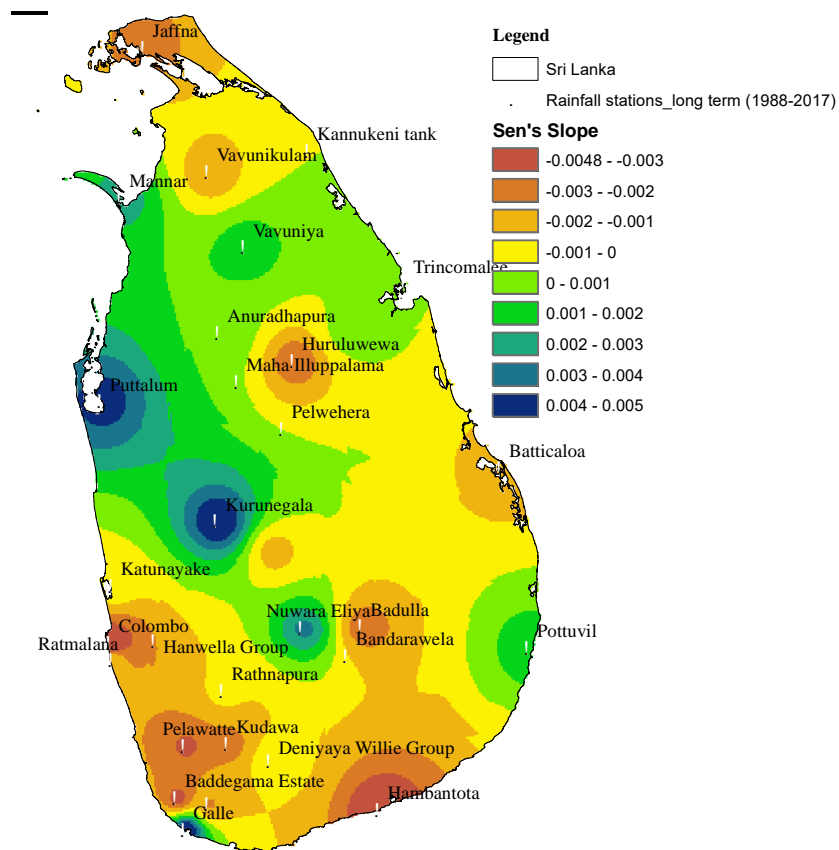 Jaffna
Legend
Sri Lanka
Rainfall stations_long term (1988-2017)
Sen's Slope
-0.0048 - -0.003
-0.003 - -0.002
-0.002 - -0.001
-0.001 - 0
0 - 0.001
0.001 - 0.002
0.002 - 0.003
0.003 - 0.004
0.004 - 0.005
Kannukeni tank
Vavunikulam
Mannar
Vavuniya
Trincomalee
Anuradhapura
Huruluwewa
Maha Illuppalama
Puttalum
Pelwehera
Batticaloa
Kurunegala
Katunayake
Nuwara Eliya
Badulla
Colombo
Pottuvil
Ratmalana
Hanwella Group
Bandarawela
Rathnapura
Pelawatte
Kudawa
Deniyaya Willie Group
Baddegama Estate
Hambantota
Galle